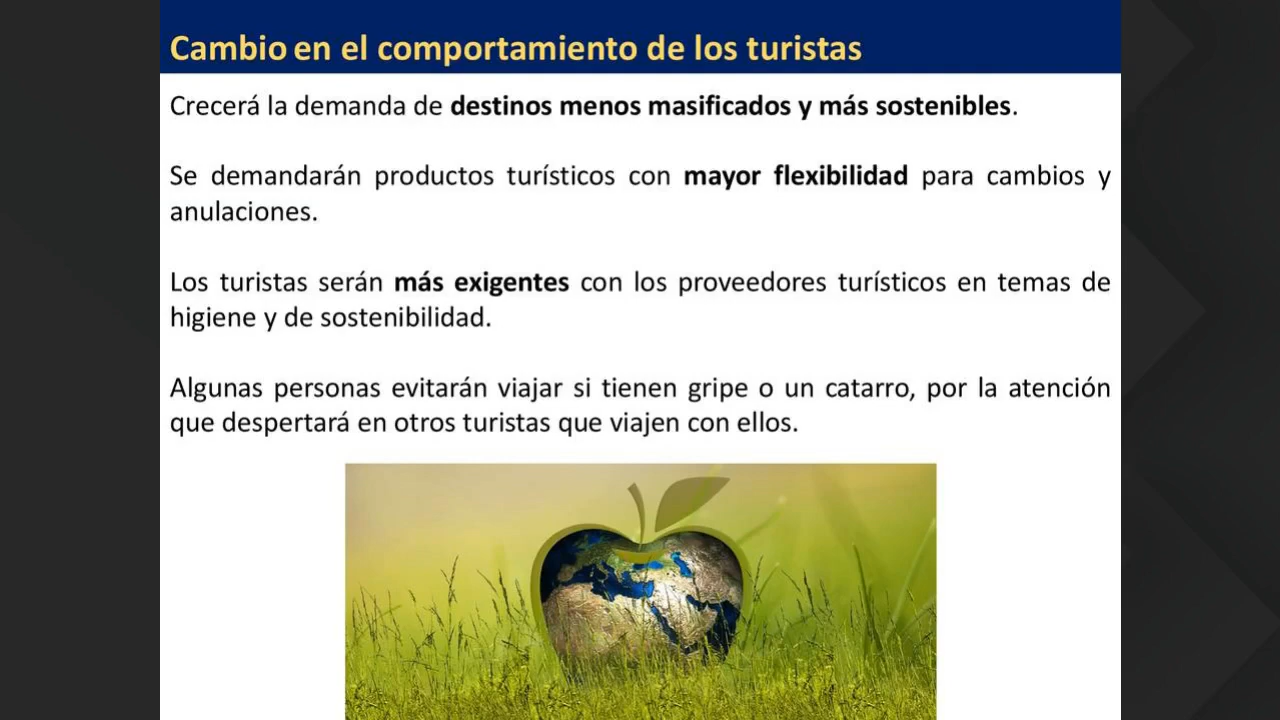 Cambio en el comportamiento de los turistas
Crecerá la demanda de destinos menos masificados y más sostenibles.
Se demandarán productos turísticos con mayor flexibilidad para cambios y
anulaciones.
Los turistas serán más exigentes con los proveedores turísticos en temas de
higiene y de sostenibilidad.
Algunas personas evitarán viajar si tienen gripe o un catarro, por la atención
que despertará en otros turistas que viajen con ellos.